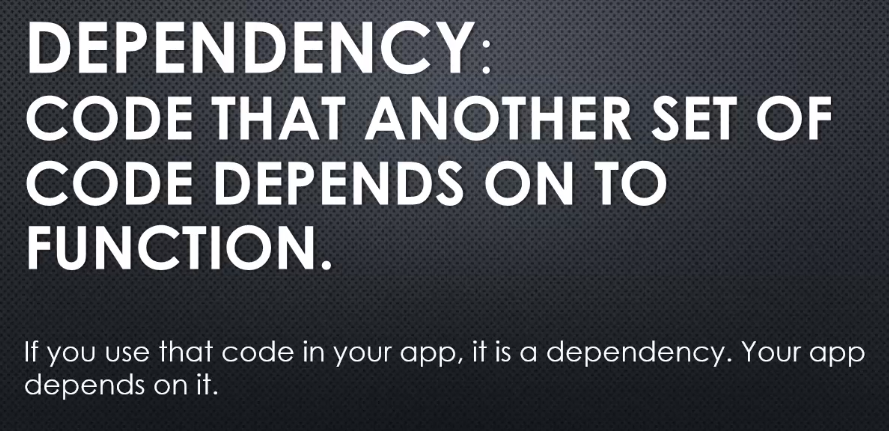 DEPENDENCY:
CODE THAT ANOTHER SET OF
CODE DEPENDS ON TO
FUNCTION.
If you use that code in your app, it is a dependency. Your app
depends on it.